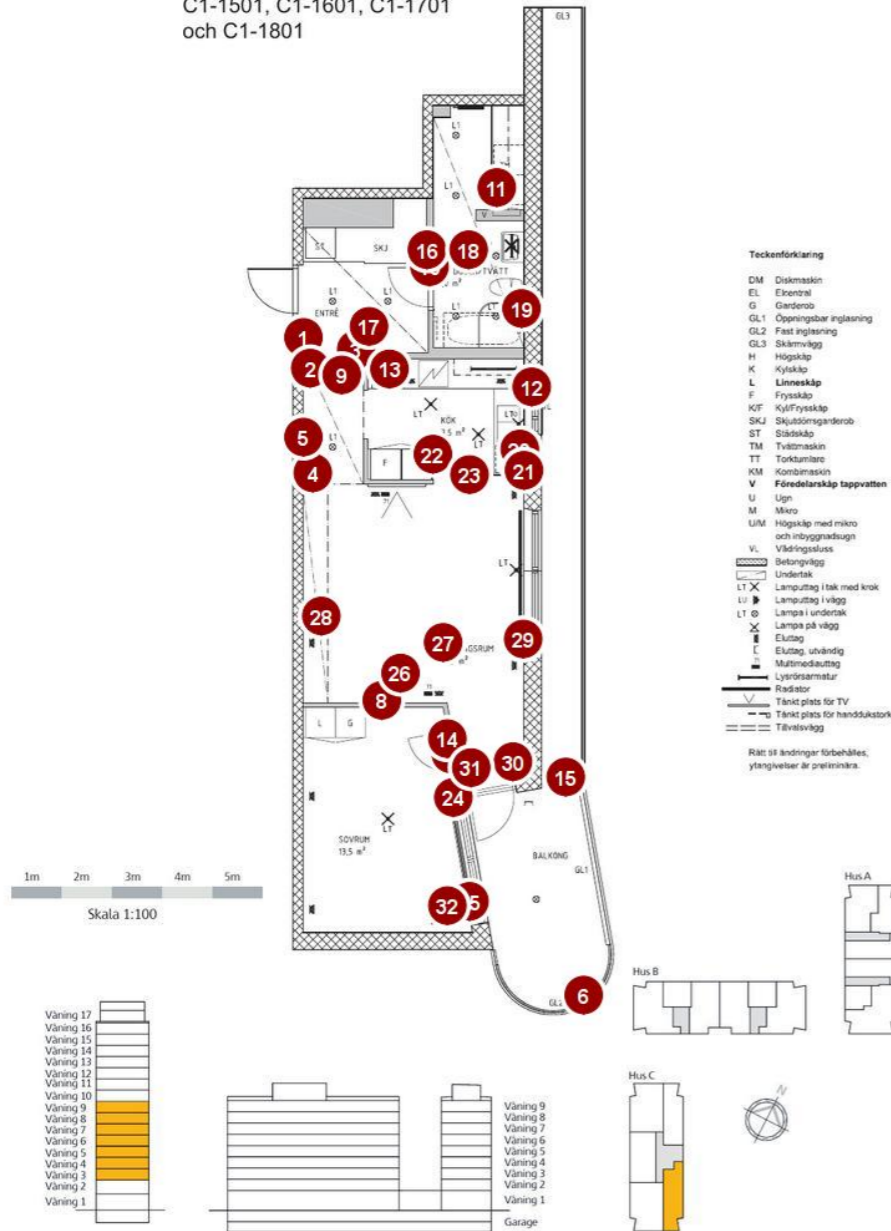 C1-1501, C1-1601, C1-1701
och C1-1801
GL3
L1
L1
11
V
ST
SKJ
16
18
L1
L1
ENTRÉ
L1
L1
19
1
17
2
9
13
12
LT
LT
KÖK
LT
5
L1
22
F
23
21
4
LT
28
27
29
26
8
L
G
14
31
30
15
24
LT
SOVRUM
13,5 m²
BALKONG
GL1
32
6
Teckenförklaring
DM Diskmaskin
EL Elcentral
G Garderob
GL1 Öppningsbar inglasning
GL2 Fast inglasning
GL3 Skärmvägg
H Högskåp
K Kylskåp
L Linneskåp
F Frysskåp
K/F Kyl/Frysskåp
SKJ Skjutdörrsgarderob
ST Städskåp
TM Tvättmaskin
TT Torktumlare
KM Kombimaskin
V Föredelarskåp tappvatten
U Ugn
M Mikro
U/M Högskåp med mikro
och inbyggnadsugn
VL Vädringssluss
Betongvägg
Undertak
LT Lamputtag i tak med krok
LU Lamputtag i vägg
LT Lampa i undertak
Lampa på vägg
Eluttag
Eluttag, utvändig
Multimediauttag
Lysrörsarmatur
Radiator
Tänkt plats för TV
Tänkt plats för handdukstork
Tillvalsvägg
Rätt till ändringar förbehålles,
ytangivelser är preliminära.
1m 2m 3m 4m 5m
Skala 1:100
Hus A
Hus B
Hus C
N
Våning 17
Våning 16
Våning 15
Våning 14
Våning 13
Våning 12
Våning 11
Våning 10
Våning 9
Våning 8
Våning 7
Våning 6
Våning 5
Våning 4
Våning 3
Våning 2
Våning 1
Våning 9
Våning 8
Våning 7
Våning 6
Våning 5
Våning 4
Våning 3
Våning 2
Våning 1
Garage